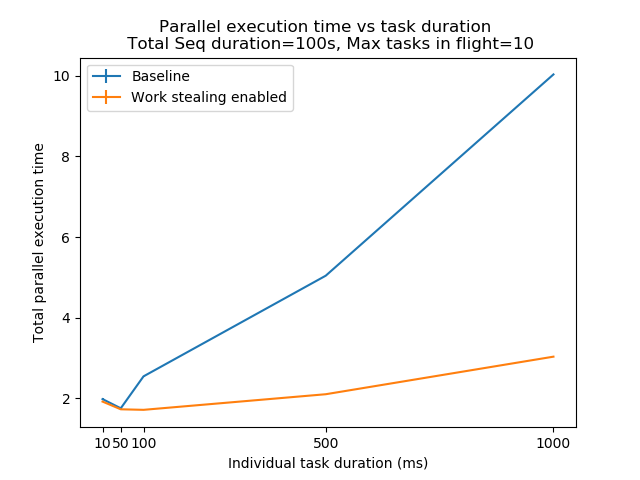 Parallel execution time vs task duration
Total Seq duration=100s, Max tasks in flight=10
Baseline
Work stealing enabled
10
8
6
4
2
Total parallel execution time
10 50 100 500 1000
Individual task duration (ms)